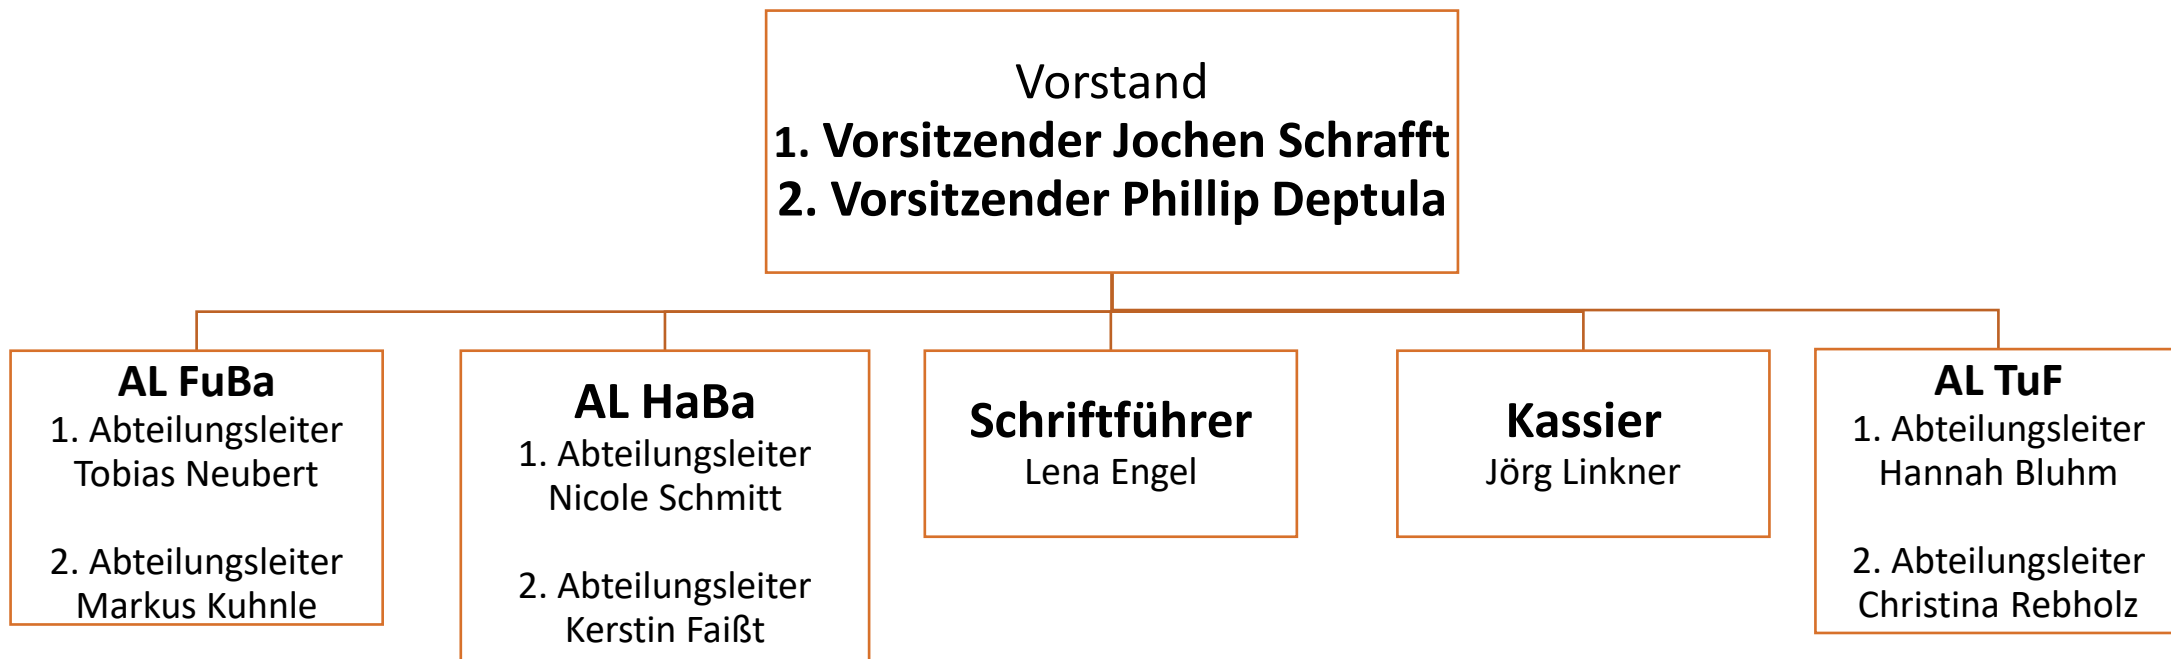 Vorstand
1. Vorsitzender Jochen Schrafft
2. Vorsitzender Phillip Deptula
AL FuBa
1. Abteilungsleiter
Tobias Neubert
2. Abteilungsleiter
Markus Kuhnle
AL HaBa
1. Abteilungsleiter
Nicole Schmitt
2. Abteilungsleiter
Kerstin Faißt
Schriftführer
Lena Engel
Kassier
Jörg Linkner
AL TuF
1. Abteilungsleiter
Hannah Bluhm
2. Abteilungsleiter
Christina Rebholz